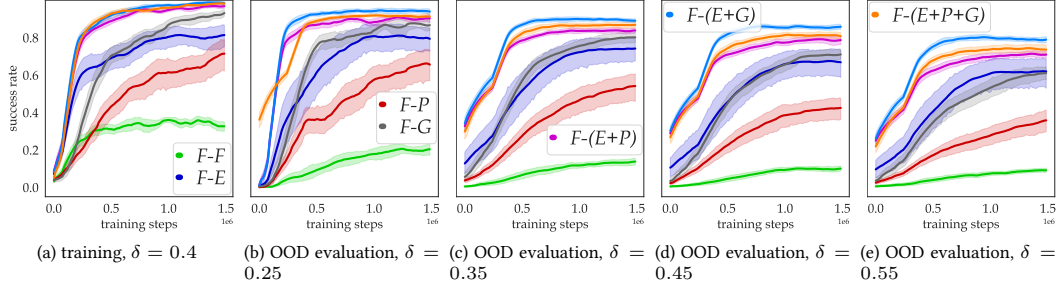 success rate
0.8
0.6
0.4
0.2
0.0
F-F
F-E
0.0 0.5 1.0 1.5
training steps 1e6
F-P
F-G
0.0 0.5 1.0 1.5
training steps 1e6
F-(E+P)
0.0 0.5 1.0 1.5
training steps 1e6
F-(E+G)
0.0 0.5 1.0 1.5
training steps 1e6
F-(E+P+G)
0.0 0.5 1.0 1.5
training steps 1e6
(a) training, δ = 0.4
(b) OOD evaluation, δ =
0.25
(c) OOD evaluation, δ =
0.35
(d) OOD evaluation, δ =
0.45
(e) OOD evaluation, δ =
0.55